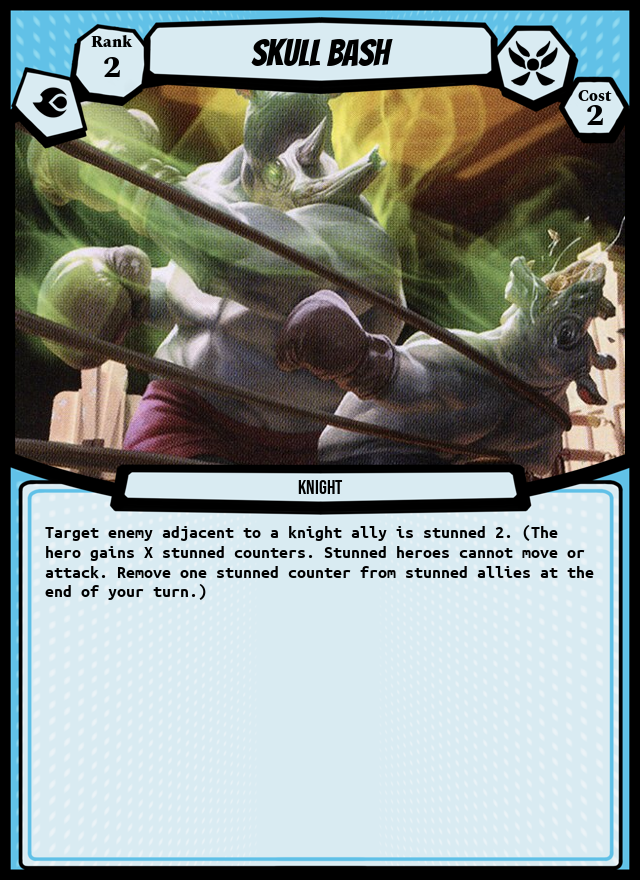 Rank
2
SKULL BASH
Cost
2
KNIGHT
Target enemy adjacent to a knight ally is stunned 2. (The
hero gains X stunned counters. Stunned heroes cannot move or
attack. Remove one stunned counter from stunned allies at the
end of your turn.)